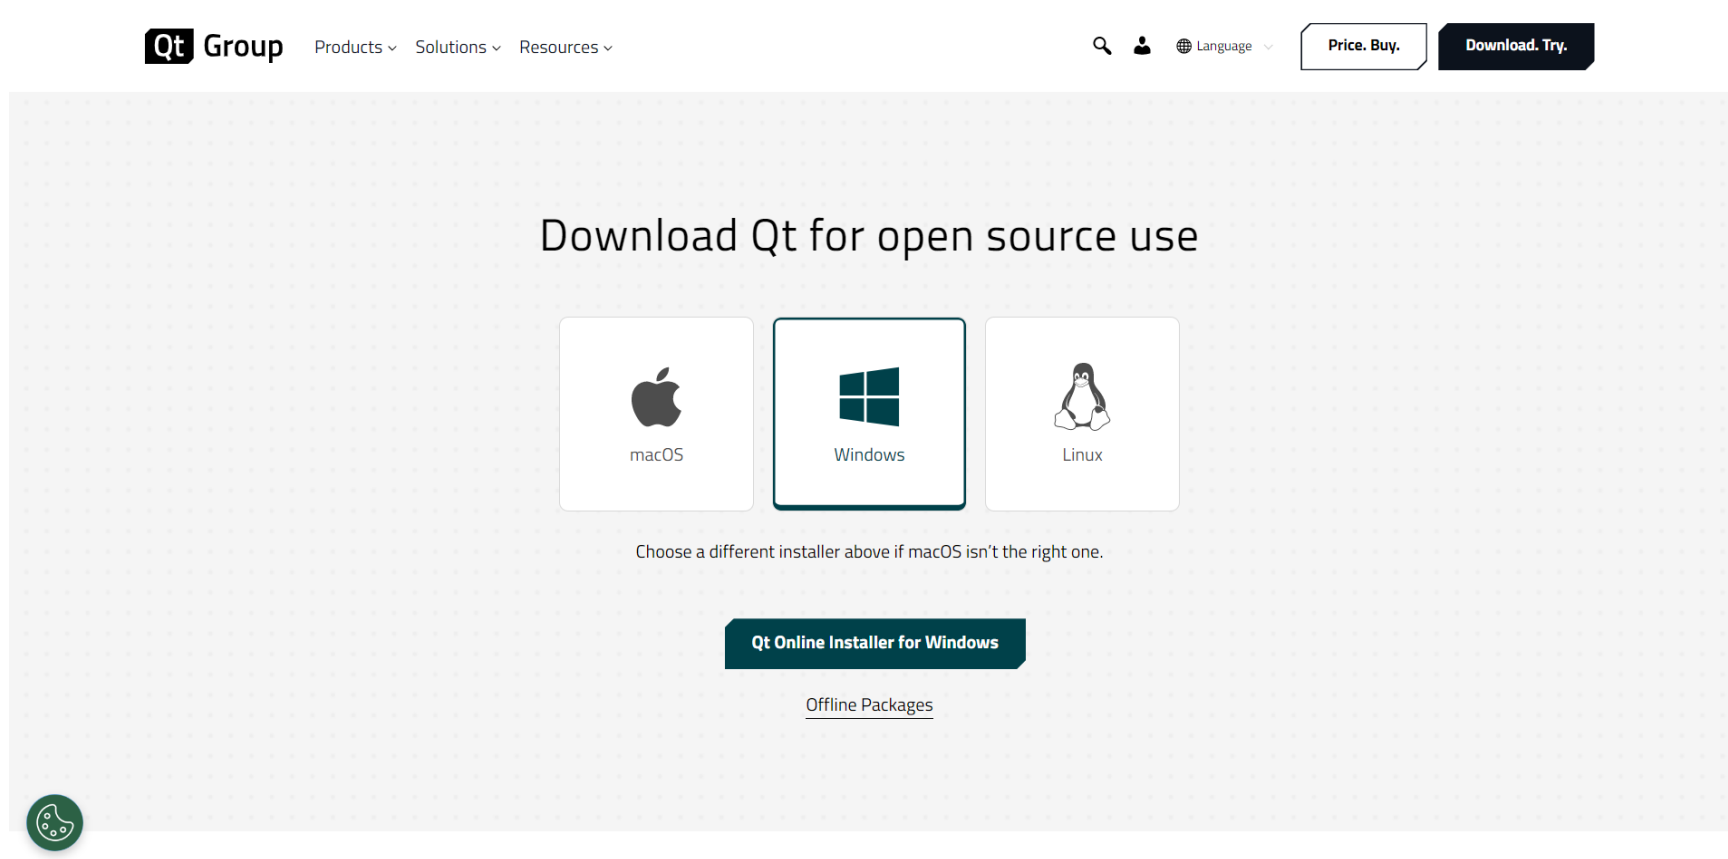 Qt Group Products Solutions Resources Language Price. Buy. Download. Try.
Download Qt for open source use
macOS Windows Linux
Choose a different installer above if macOS isn't the right one.
Qt Online Installer for Windows
Offline Packages